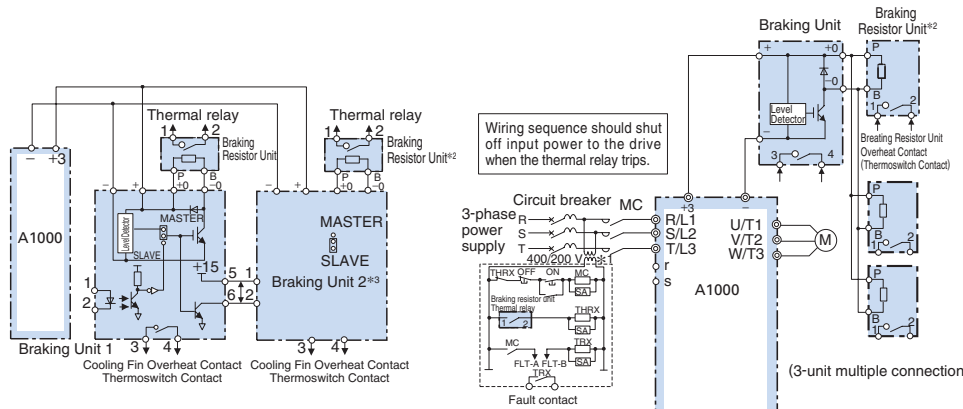 Thermal relay
1 2
Braking
Resistor Unit
P B
+0 −0
Thermal relay
1 2
Braking
Resistor Unit*2
P B
+0 −0
− +3
A1000
− +
Level Detector
MASTER
SLAVE
+15
1
2
5 1
6 2
3 4
Braking Unit 1
Cooling Fin Overheat Contact
Thermoswitch Contact
− +
MASTER
SLAVE
Braking Unit 2*3
3 4
Cooling Fin Overheat Contact
Thermoswitch Contact
Wiring sequence should shut
off input power to the drive
when the thermal relay trips.
Braking Unit
+ +0
−0
Level
Detector
−
3 4
Braking
Resistor Unit*2
P
B
1 2
Breating Resistor Unit
Overheat Contact
(Thermoswitch Contact)
P
B
1 2
P
B
1 2
(3-unit multiple connection
Circuit breaker MC
3-phase
power
supply
R
S
T
R/L1
S/L2
T/L3
r
s
400/200 V *1
+3 −
A1000
U/T1
V/T2
W/T3
M
THRX OFF ON MC
SA
Braking resistor unit
Thermal relay
1 2
THRX
SA
MC
TRX
SA
FLT-A FLT-B
TRX
Fault contact